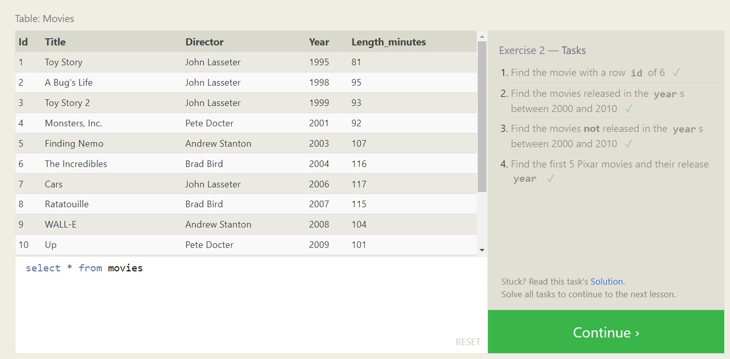 Table: Movies
Id Title Director Year Length_minutes
1 Toy Story John Lasseter 1995 81
2 A Bug's Life John Lasseter 1998 95
3 Toy Story 2 John Lasseter 1999 93
4 Monsters, Inc. Pete Docter 2001 92
5 Finding Nemo Andrew Stanton 2003 107
6 The Incredibles Brad Bird 2004 116
7 Cars John Lasseter 2006 117
8 Ratatouille Brad Bird 2007 115
9 WALL-E Andrew Stanton 2008 104
10 Up Pete Docter 2009 101
select * from movies
RESET
Exercise 2 — Tasks
1. Find the movie with a row id of 6 ✓
2. Find the movies released in the year s
between 2000 and 2010 ✓
3. Find the movies not released in the year s
between 2000 and 2010 ✓
4. Find the first 5 Pixar movies and their release
year ✓
Stuck? Read this task's Solution.
Solve all tasks to continue to the next lesson.
Continue ›